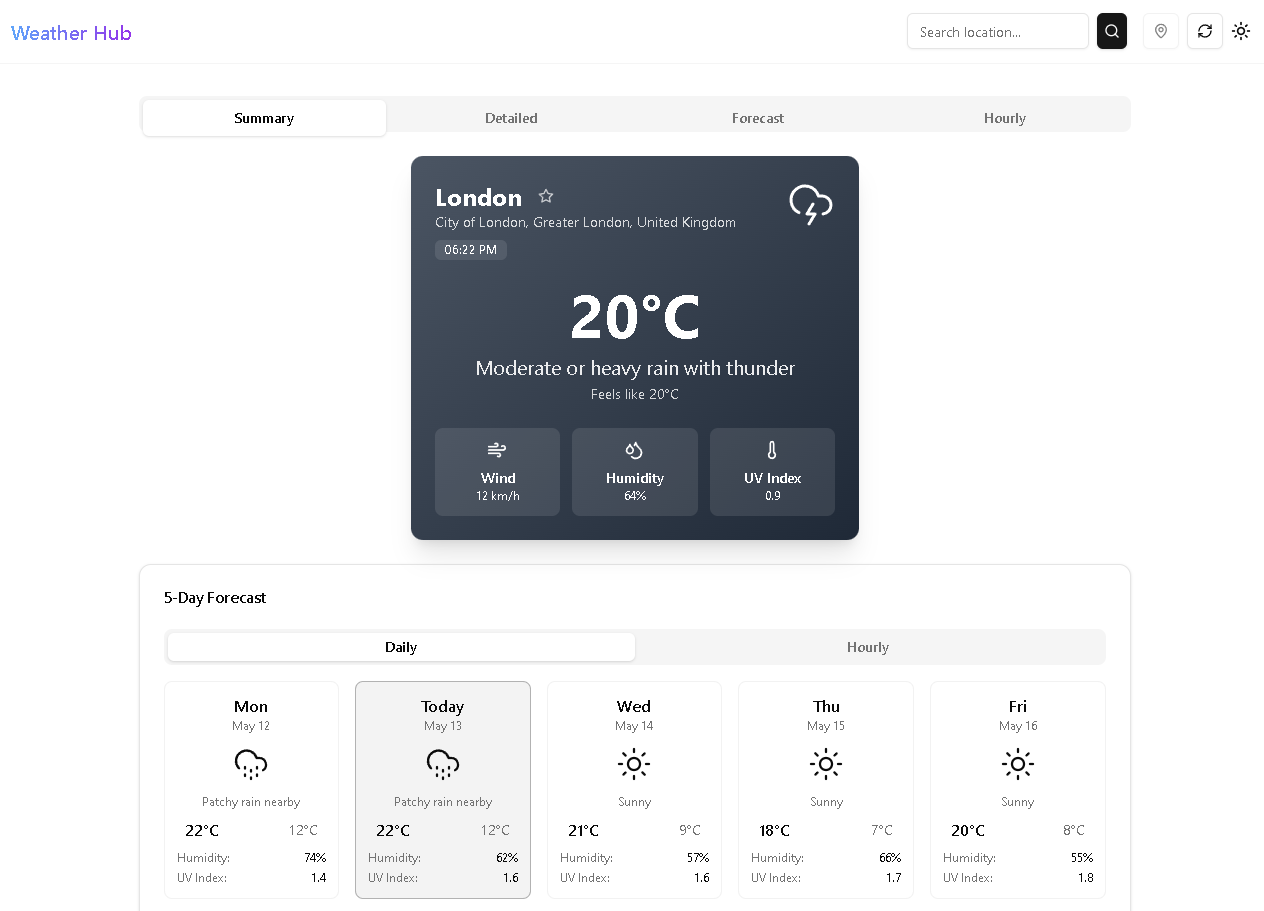 Weather Hub
Search location...
Summary Detailed Forecast Hourly
London
City of London, Greater London, United Kingdom
06:22 PM
20°C
Moderate or heavy rain with thunder
Feels like 20°C
Wind Humidity UV Index
12 km/h 64% 0.9
5-Day Forecast
Daily Hourly
Mon Today Wed Thu Fri
May 12 May 13 May 14 May 15 May 16
Patchy rain nearby Patchy rain nearby Sunny Sunny Sunny
22°C 12°C 22°C 12°C 21°C 9°C 18°C 7°C 20°C 8°C
Humidity: 74% Humidity: 62% Humidity: 57% Humidity: 66% Humidity: 55%
UV Index: 1.4 UV Index: 1.6 UV Index: 1.6 UV Index: 1.7 UV Index: 1.8